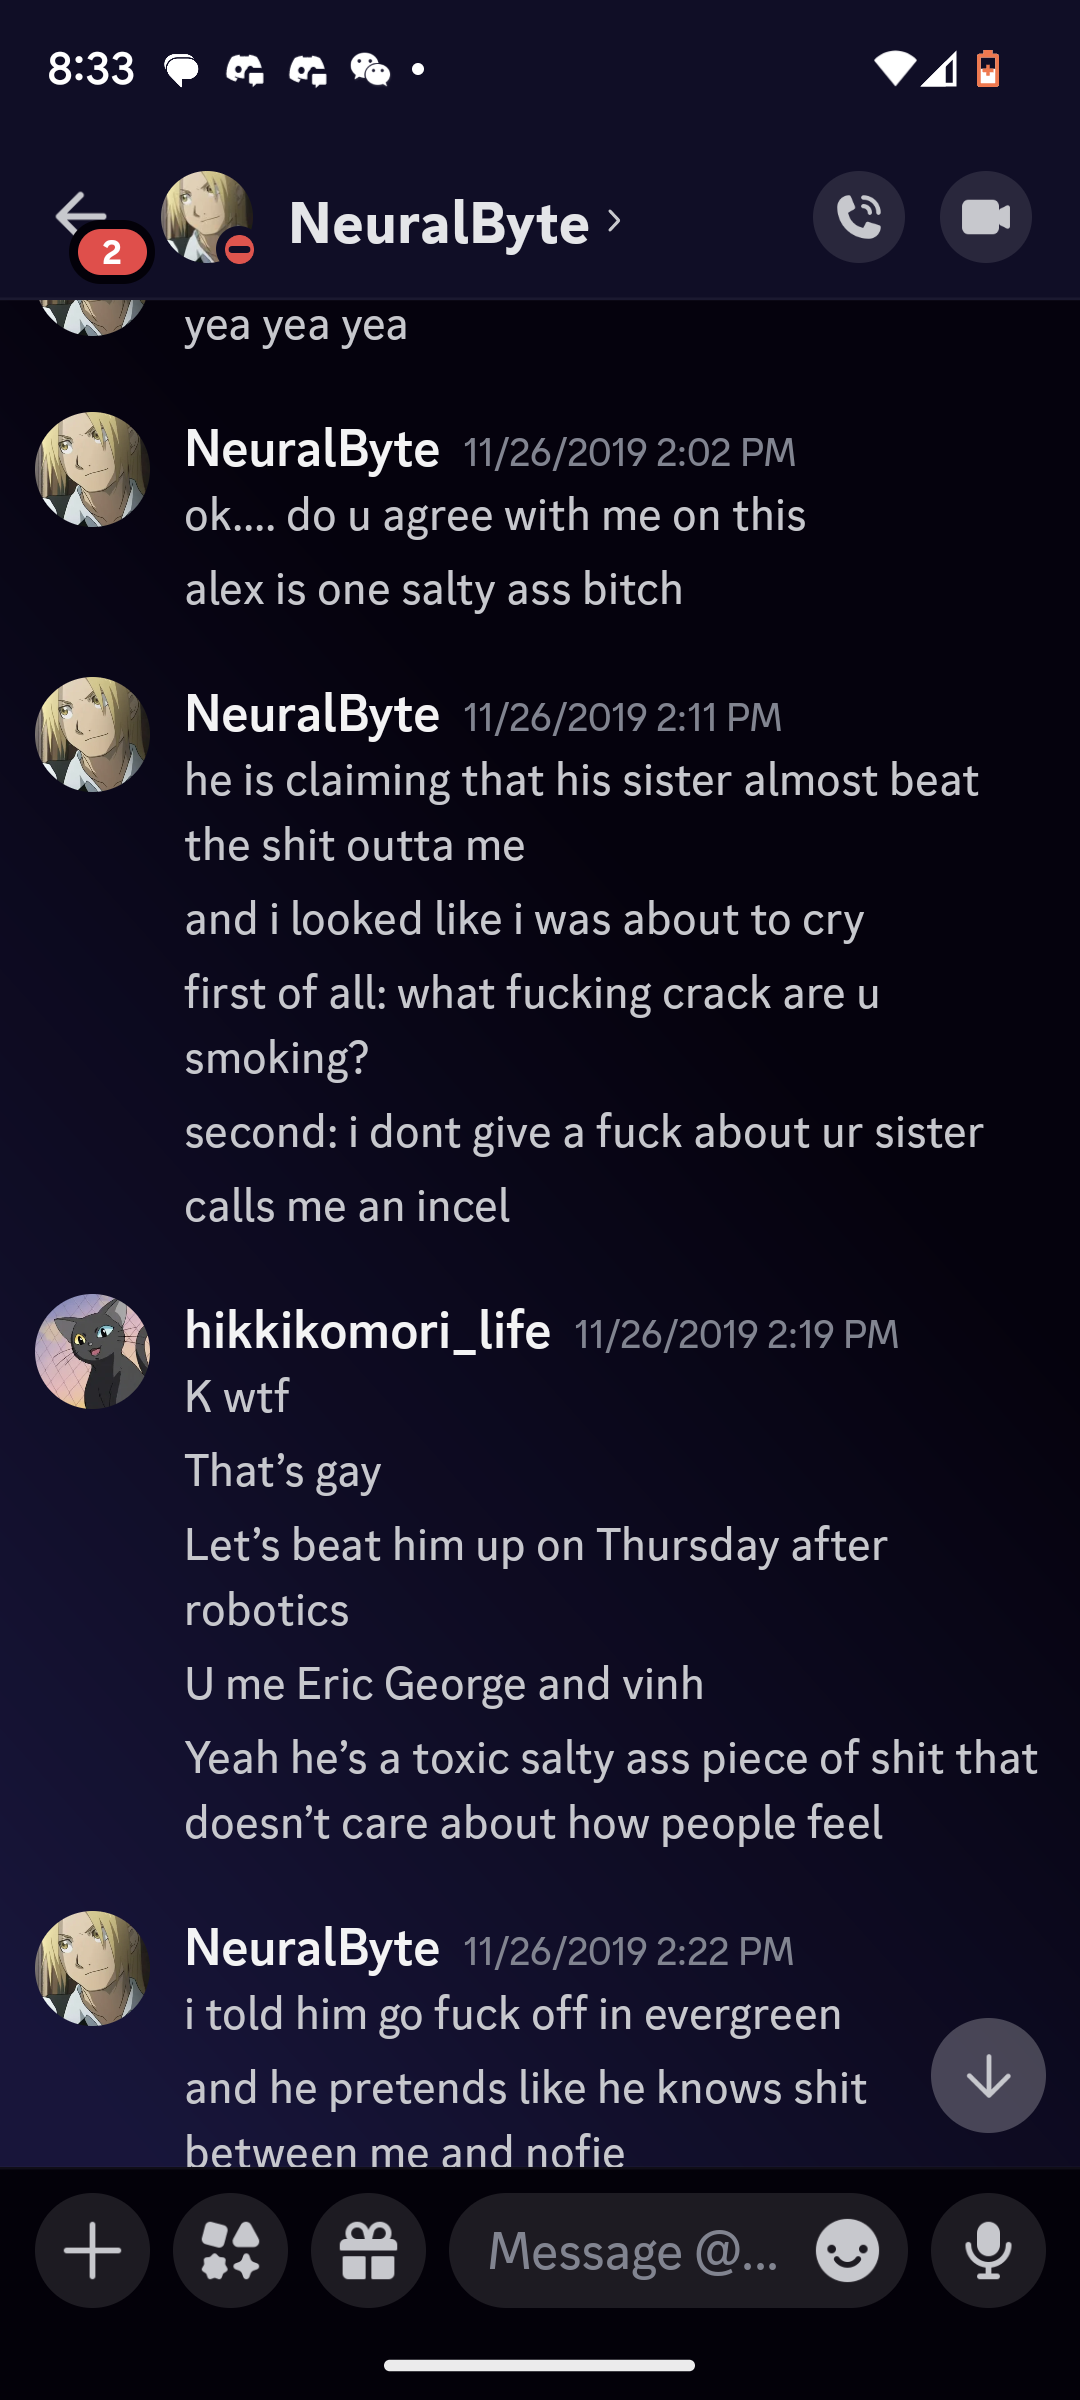 8:33
2
NeuralByte
yea yea yea
NeuralByte 11/26/2019 2:02 PM
ok.... do u agree with me on this
alex is one salty ass bitch
NeuralByte 11/26/2019 2:11 PM
he is claiming that his sister almost beat
the shit outta me
and i looked like i was about to cry
first of all: what fucking crack are u
smoking?
second: i dont give a fuck about ur sister
calls me an incel
hikkikomori_life 11/26/2019 2:19 PM
K wtf
That’s gay
Let’s beat him up on Thursday after
robotics
U me Eric George and vinh
Yeah he’s a toxic salty ass piece of shit that
doesn’t care about how people feel
NeuralByte 11/26/2019 2:22 PM
i told him go fuck off in evergreen
and he pretends like he knows shit
between me and nofie
Message @...